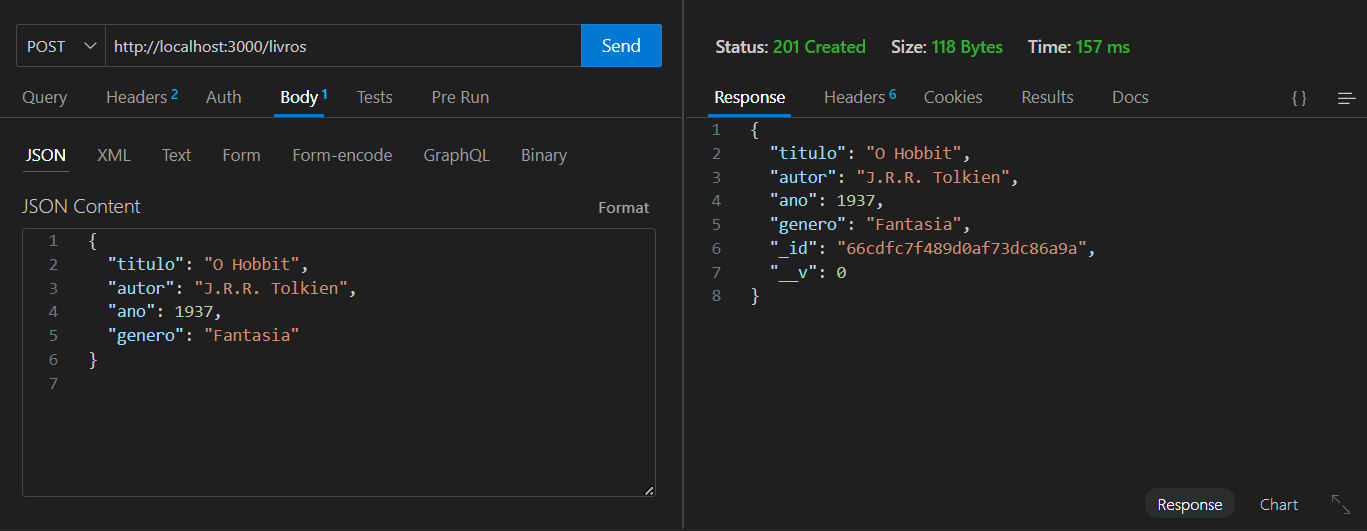 POST http://localhost:3000/livros Send
Query Headers 2 Auth Body 1 Tests Pre Run
JSON XML Text Form Form-encode GraphQL Binary
JSON Content Format
1 {
2 "titulo": "O Hobbit",
3 "autor": "J.R.R. Tolkien",
4 "ano": 1937,
5 "genero": "Fantasia"
6 }
7
Status: 201 Created Size: 118 Bytes Time: 157 ms
Response Headers 6 Cookies Results Docs { }
1 {
2 "titulo": "O Hobbit",
3 "autor": "J.R.R. Tolkien",
4 "ano": 1937,
5 "genero": "Fantasia",
6 "_id": "66cdfc7f489d0af73dc86a9a",
7 "__v": 0
8 }
Response Chart